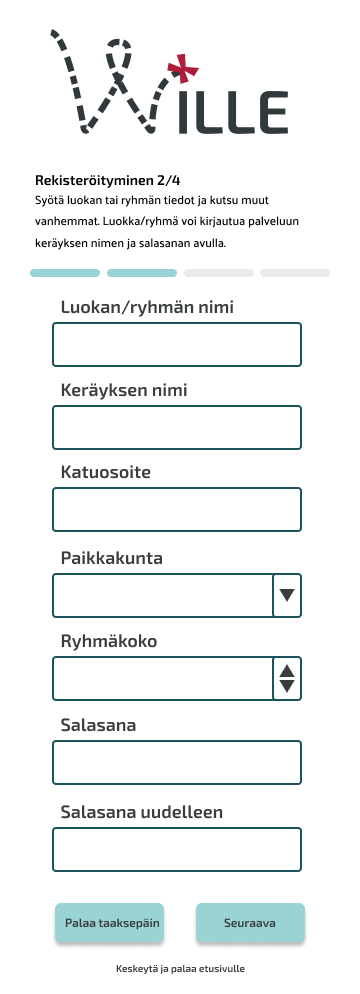 WILLE
Rekisteröityminen 2/4
Syötä luokan tai ryhmän tiedot ja kutsu muut
vanhemmat. Luokka/ryhmä voi kirjautua palveluun
keräyksen nimen ja salasanan avulla.
Luokan/ryhmän nimi
Keräyksen nimi
Katuosoite
Paikkakunta
Ryhmäkoko
Salasana
Salasana uudelleen
Palaa taaksepäin
Seuraava
Keskeytä ja palaa etusivulle